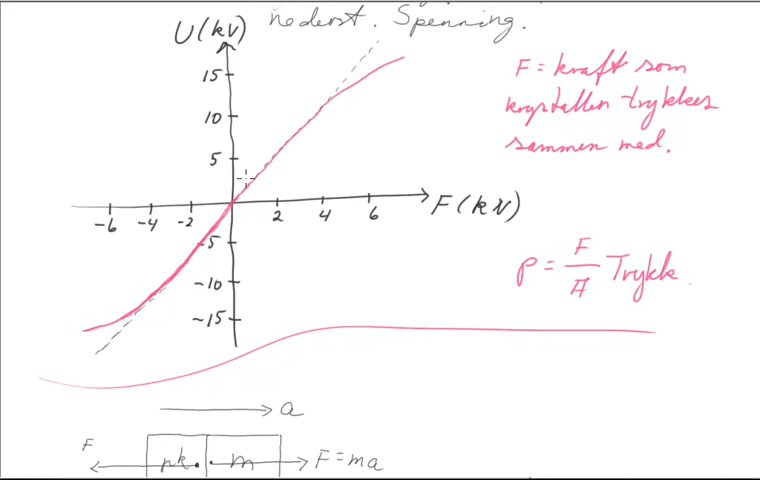 nederst. Spenning.
U(kV)
15
10
5
-6 -4 -2 2 4 6 F(kN)
-5
-10
-15
F = kraft som
krystallen trykkes
sammen med.
p = F/A Trykk
a
F
pk. m F = ma